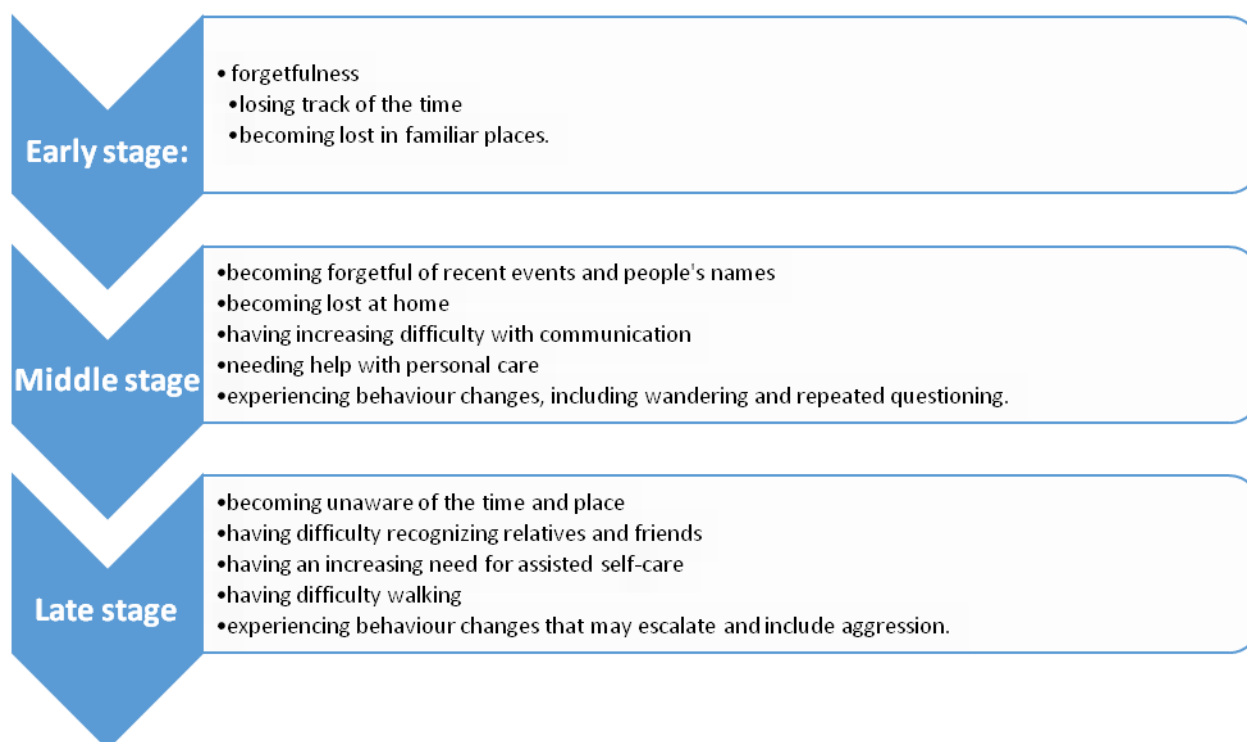 Early stage:
• forgetfulness
•losing track of the time
•becoming lost in familiar places.
Middle stage
•becoming forgetful of recent events and people's names
•becoming lost at home
•having increasing difficulty with communication
•needing help with personal care
•experiencing behaviour changes, including wandering and repeated questioning.
Late stage
•becoming unaware of the time and place
•having difficulty recognizing relatives and friends
•having an increasing need for assisted self-care
•having difficulty walking
•experiencing behaviour changes that may escalate and include aggression.